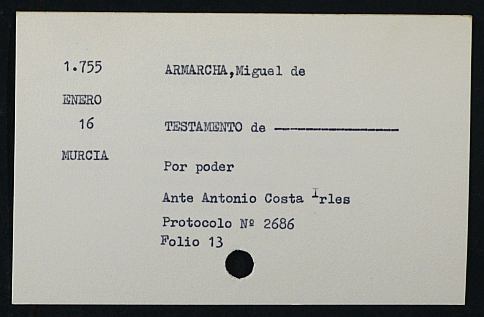 1.755
ARMARCHA,Miguel de
ENERO
16
TESTAMENTO de ----------------
MURCIA
Por poder
Ante Antonio Costa Irles
Protocolo Nº 2686
Folio 13